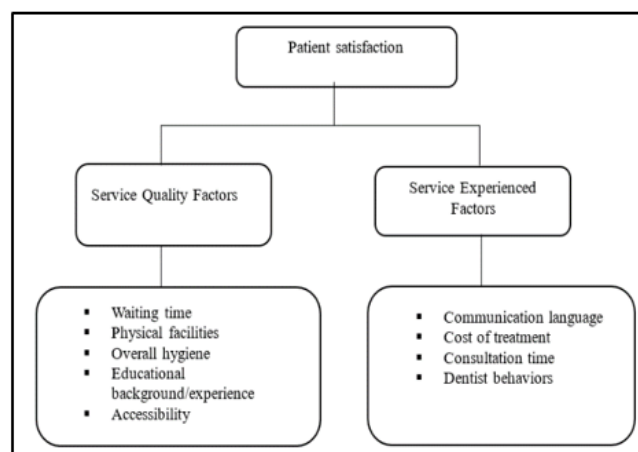 Patient satisfaction
Service Quality Factors
Service Experienced
Factors
▪ Waiting time
▪ Physical facilities
▪ Overall hygiene
▪ Educational
background/experience
▪ Accessibility
▪ Communication language
▪ Cost of treatment
▪ Consultation time
▪ Dentist behaviors